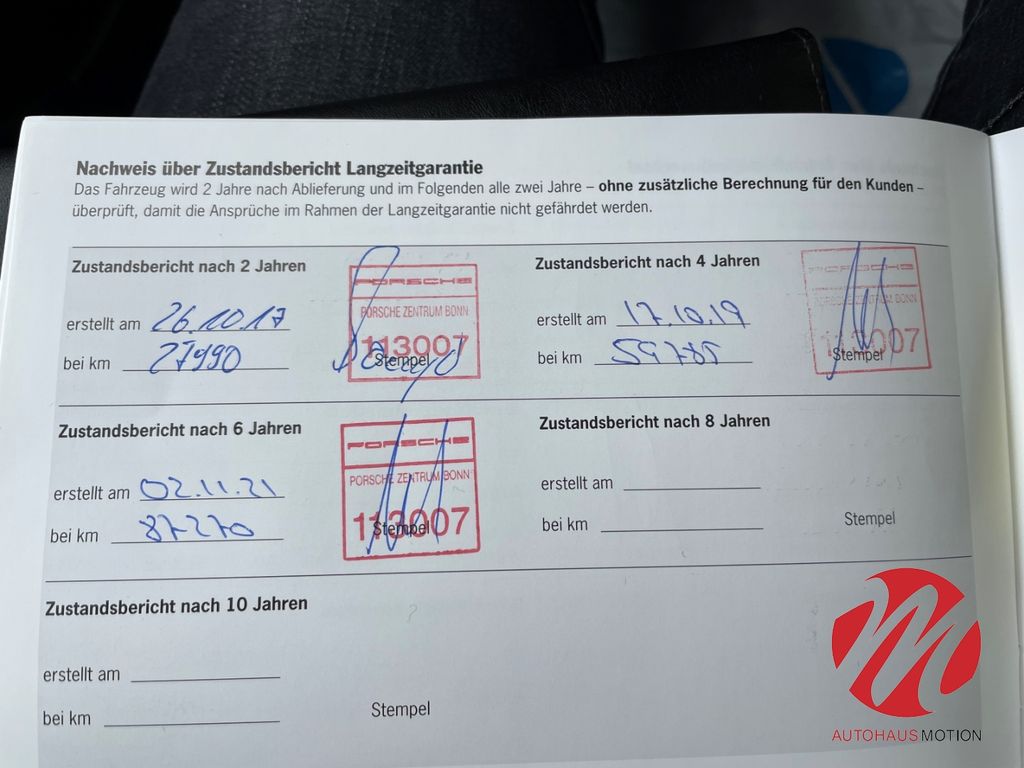 Nachweis über Zustandsbericht Langzeitgarantie
Das Fahrzeug wird 2 Jahre nach Ablieferung und im Folgenden alle zwei Jahre – ohne zusätzliche Berechnung für den Kunden –
überprüft, damit die Ansprüche im Rahmen der Langzeitgarantie nicht gefährdet werden.
Zustandsbericht nach 2 Jahren
erstellt am 26.10.17
bei km 27990
PORSCHE
PORSCHE ZENTRUM BONN
113007
Stempel
Zustandsbericht nach 4 Jahren
erstellt am 17.10.19
bei km 59785
PORSCHE
PORSCHE ZENTRUM BONN
113007
Stempel
Zustandsbericht nach 6 Jahren
erstellt am 02.11.21
bei km 87270
PORSCHE
PORSCHE ZENTRUM BONN
113007
Stempel
Zustandsbericht nach 8 Jahren
erstellt am
bei km
Stempel
Zustandsbericht nach 10 Jahren
erstellt am
bei km
Stempel
AUTOHAUS MOTION